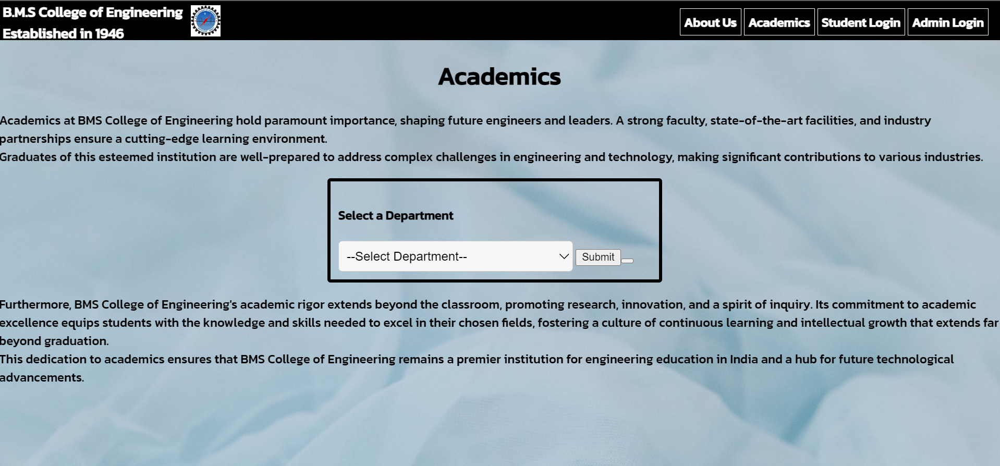 B.M.S College of Engineering
Established in 1946
About Us
Academics
Student Login
Admin Login
Academics
Academics at BMS College of Engineering hold paramount importance, shaping future engineers and leaders. A strong faculty, state-of-the-art facilities, and industry
partnerships ensure a cutting-edge learning environment.
Graduates of this esteemed institution are well-prepared to address complex challenges in engineering and technology, making significant contributions to various industries.
Select a Department
--Select Department--
Submit
Furthermore, BMS College of Engineering's academic rigor extends beyond the classroom, promoting research, innovation, and a spirit of inquiry. Its commitment to academic
excellence equips students with the knowledge and skills needed to excel in their chosen fields, fostering a culture of continuous learning and intellectual growth that extends far
beyond graduation.
This dedication to academics ensures that BMS College of Engineering remains a premier institution for engineering education in India and a hub for future technological
advancements.